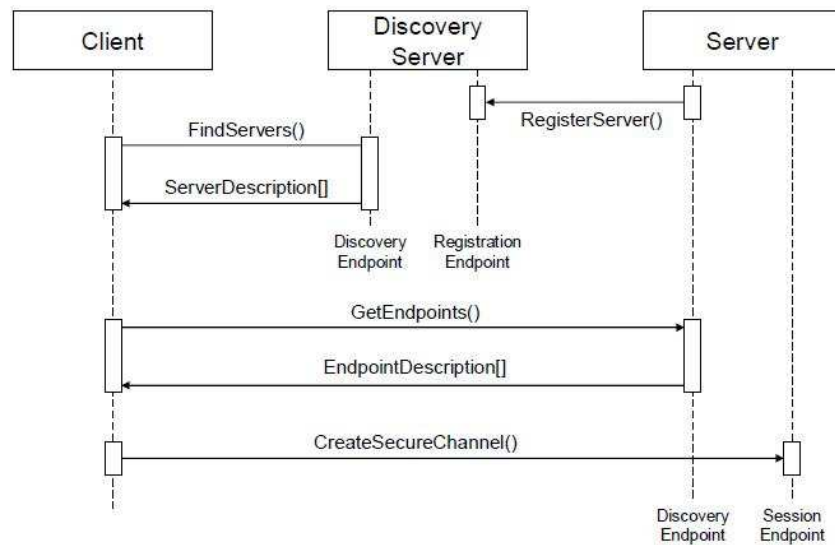 Client
Discovery
Server
Server
RegisterServer()
FindServers()
ServerDescription[]
Discovery
Endpoint
Registration
Endpoint
GetEndpoints()
EndpointDescription[]
CreateSecureChannel()
Discovery
Endpoint
Session
Endpoint